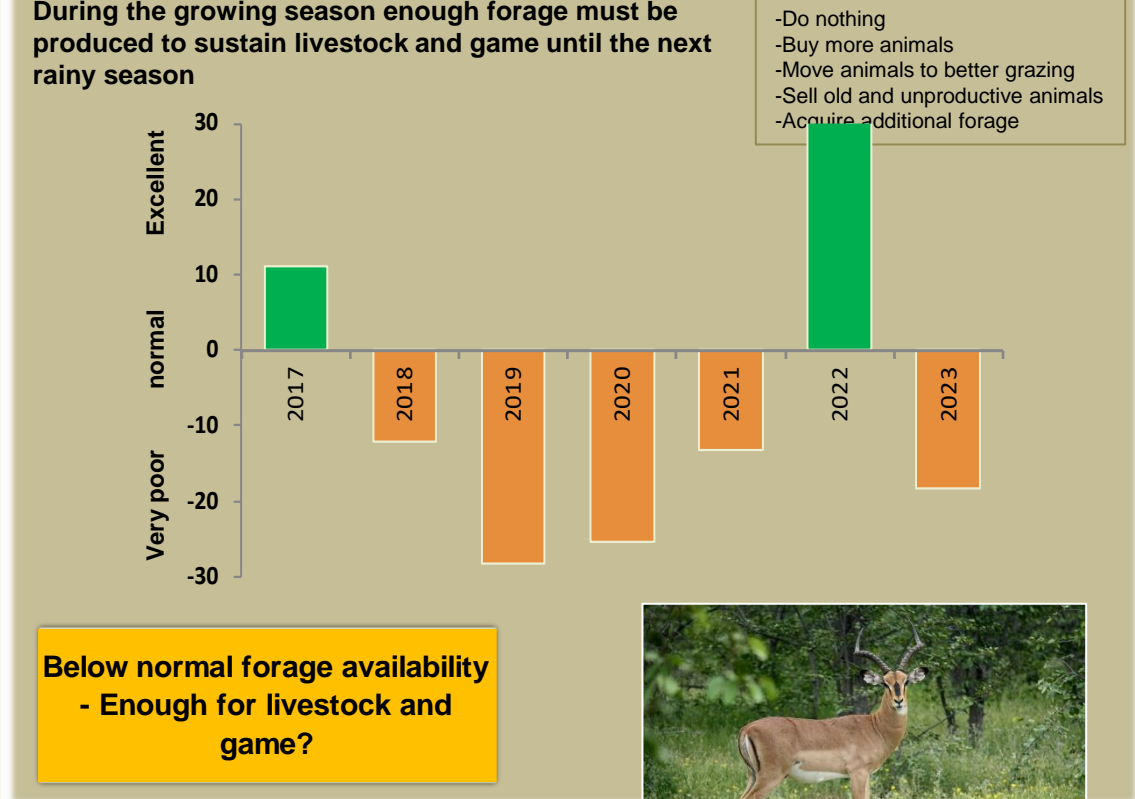 During the growing season enough forage must be
produced to sustain livestock and game until the next
rainy season
-Do nothing
-Buy more animals
-Move animals to better grazing
-Sell old and unproductive animals
-Acquire additional forage
Excellent
normal
Very poor
30
20
10
0
-10
-20
-30
2017
2018
2019
2020
2021
2022
2023
Below normal forage availability
- Enough for livestock and
game?